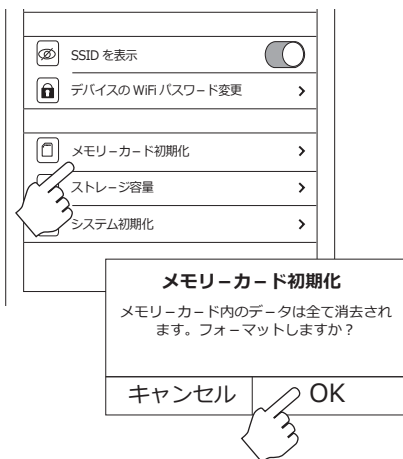 SSID を表示
デバイスの WiFi パスワード変更
メモリーカード初期化
ストレージ容量
システム初期化
メモリーカード初期化
メモリーカード内のデータは全て消去され
ます。フォーマットしますか？
キャンセル
OK